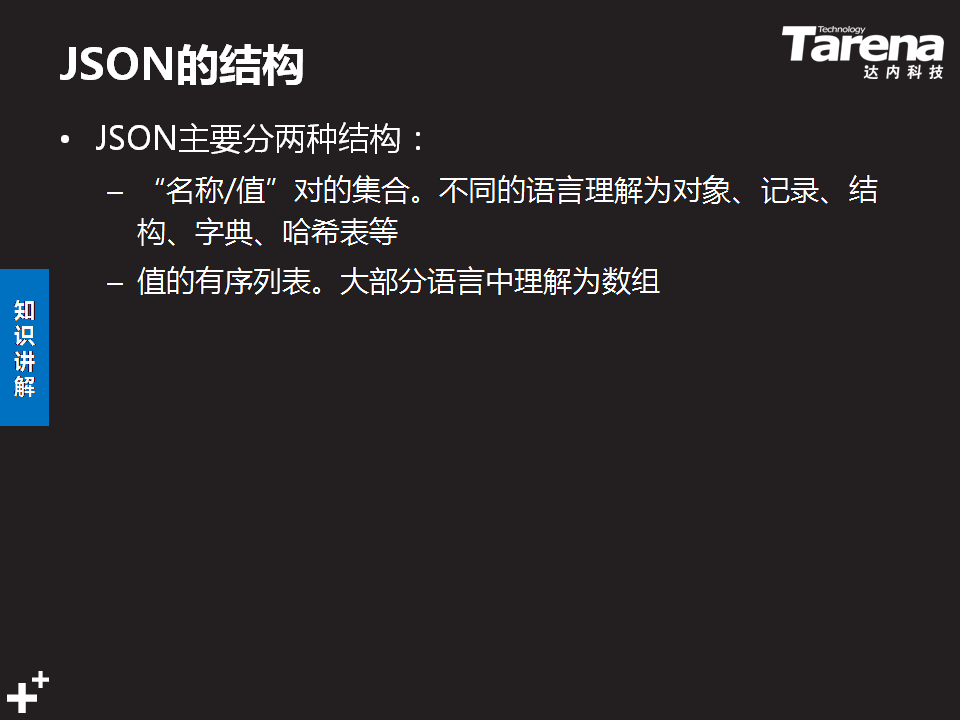 JSON的结构
Technology
Tarena
达内科技
• JSON主要分两种结构：
– “名称/值”对的集合。不同的语言理解为对象、记录、结
构、字典、哈希表等
– 值的有序列表。大部分语言中理解为数组
知
识
讲
解